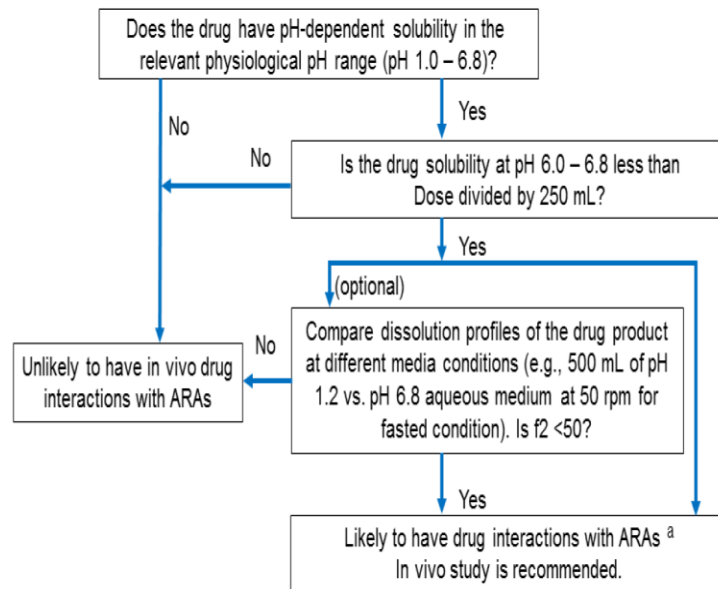 Does the drug have pH-dependent solubility in the
relevant physiological pH range (pH 1.0 – 6.8)?
No
Yes
No
Is the drug solubility at pH 6.0 – 6.8 less than
Dose divided by 250 mL?
Yes
(optional)
Compare dissolution profiles of the drug product
at different media conditions (e.g., 500 mL of pH
1.2 vs. pH 6.8 aqueous medium at 50 rpm for
fasted condition). Is f2 <50?
No
Unlikely to have in vivo drug
interactions with ARAs
Yes
Likely to have drug interactions with ARAs a
In vivo study is recommended.